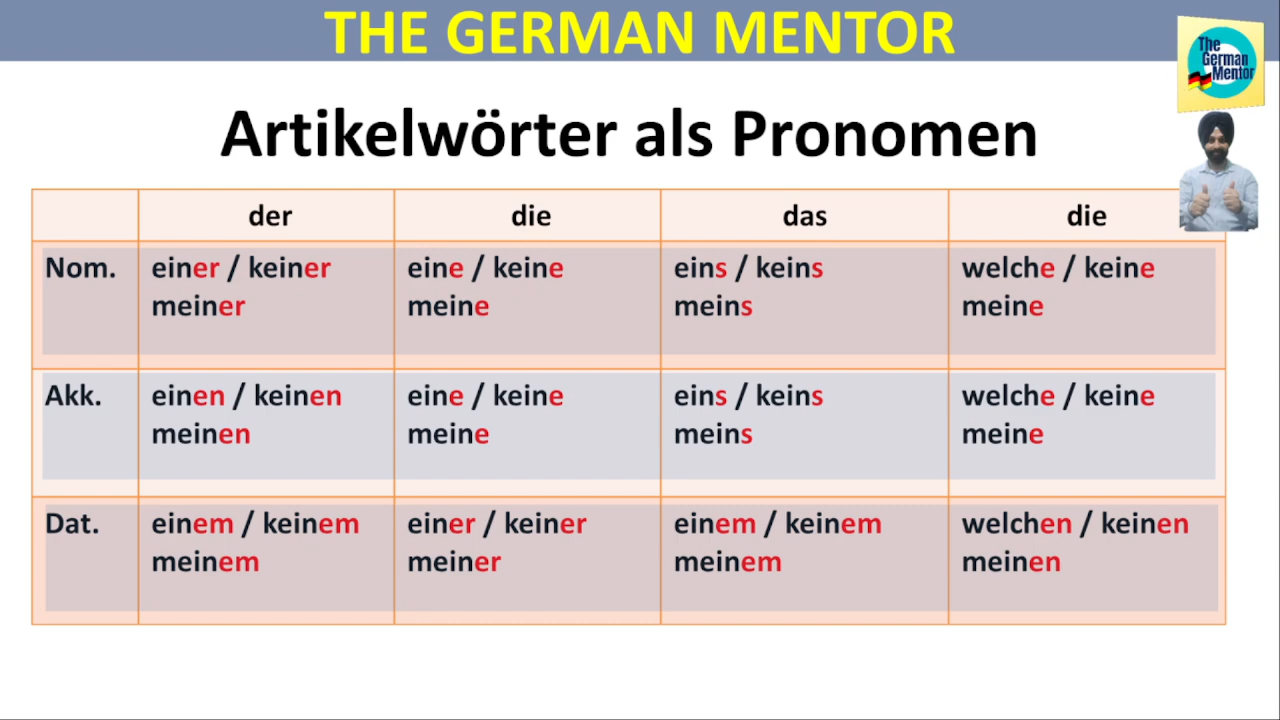 THE GERMAN MENTOR
The
German
Mentor
Artikelwörter als Pronomen
der die das die
Nom. einer / keiner eine / keine eins / keins welche / keine
meiner meine meins meine
Akk. einen / keinen eine / keine eins / keins welche / keine
meinen meine meins meine
Dat. einem / keinem einer / keiner einem / keinem welchen / keinen
meinem meiner meinem meinen